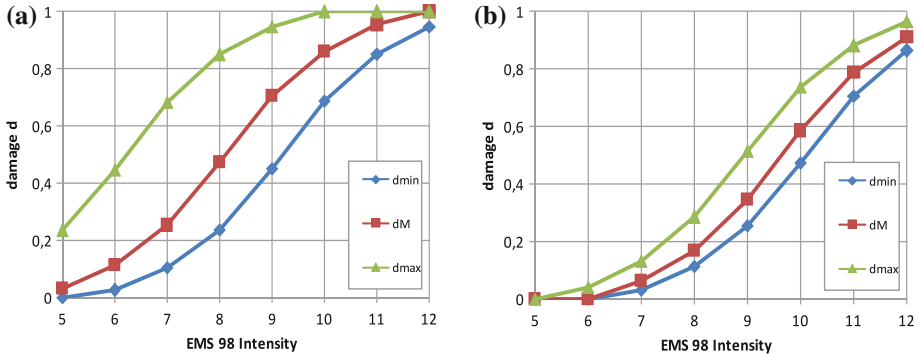 (a)
1
0,8
0,6
0,4
0,2
0
damage d
5 6 7 8 9 10 11 12
EMS 98 Intensity
dmin
dM
dmax
(b)
1
0,8
0,6
0,4
0,2
0
damage d
5 6 7 8 9 10 11 12
EMS 98 Intensity
dmin
dM
dmax